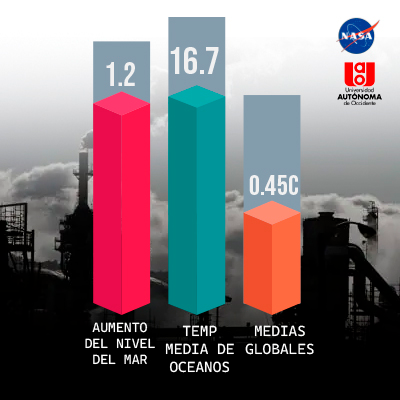 NASA
Universidad
AUTÓNOMA
de Occidente
1.2
16.7
0.45C
AUMENTO
DEL NIVEL
DEL MAR
TEMP
MEDIA DE
OCEANOS
MEDIAS
GLOBALES